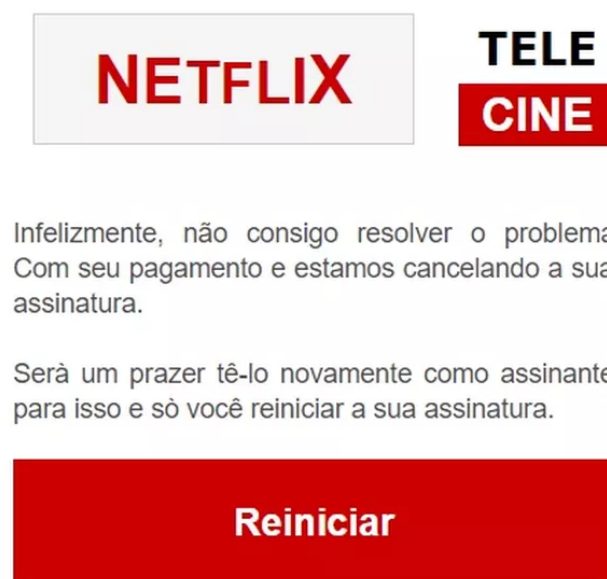 NETFLIX
TELE
CINE
Infelizmente, não consigo resolver o problema
Com seu pagamento e estamos cancelando a sua
assinatura.
Serà um prazer tê-lo novamente como assinante
para isso e sò você reiniciar a sua assinatura.
Reiniciar